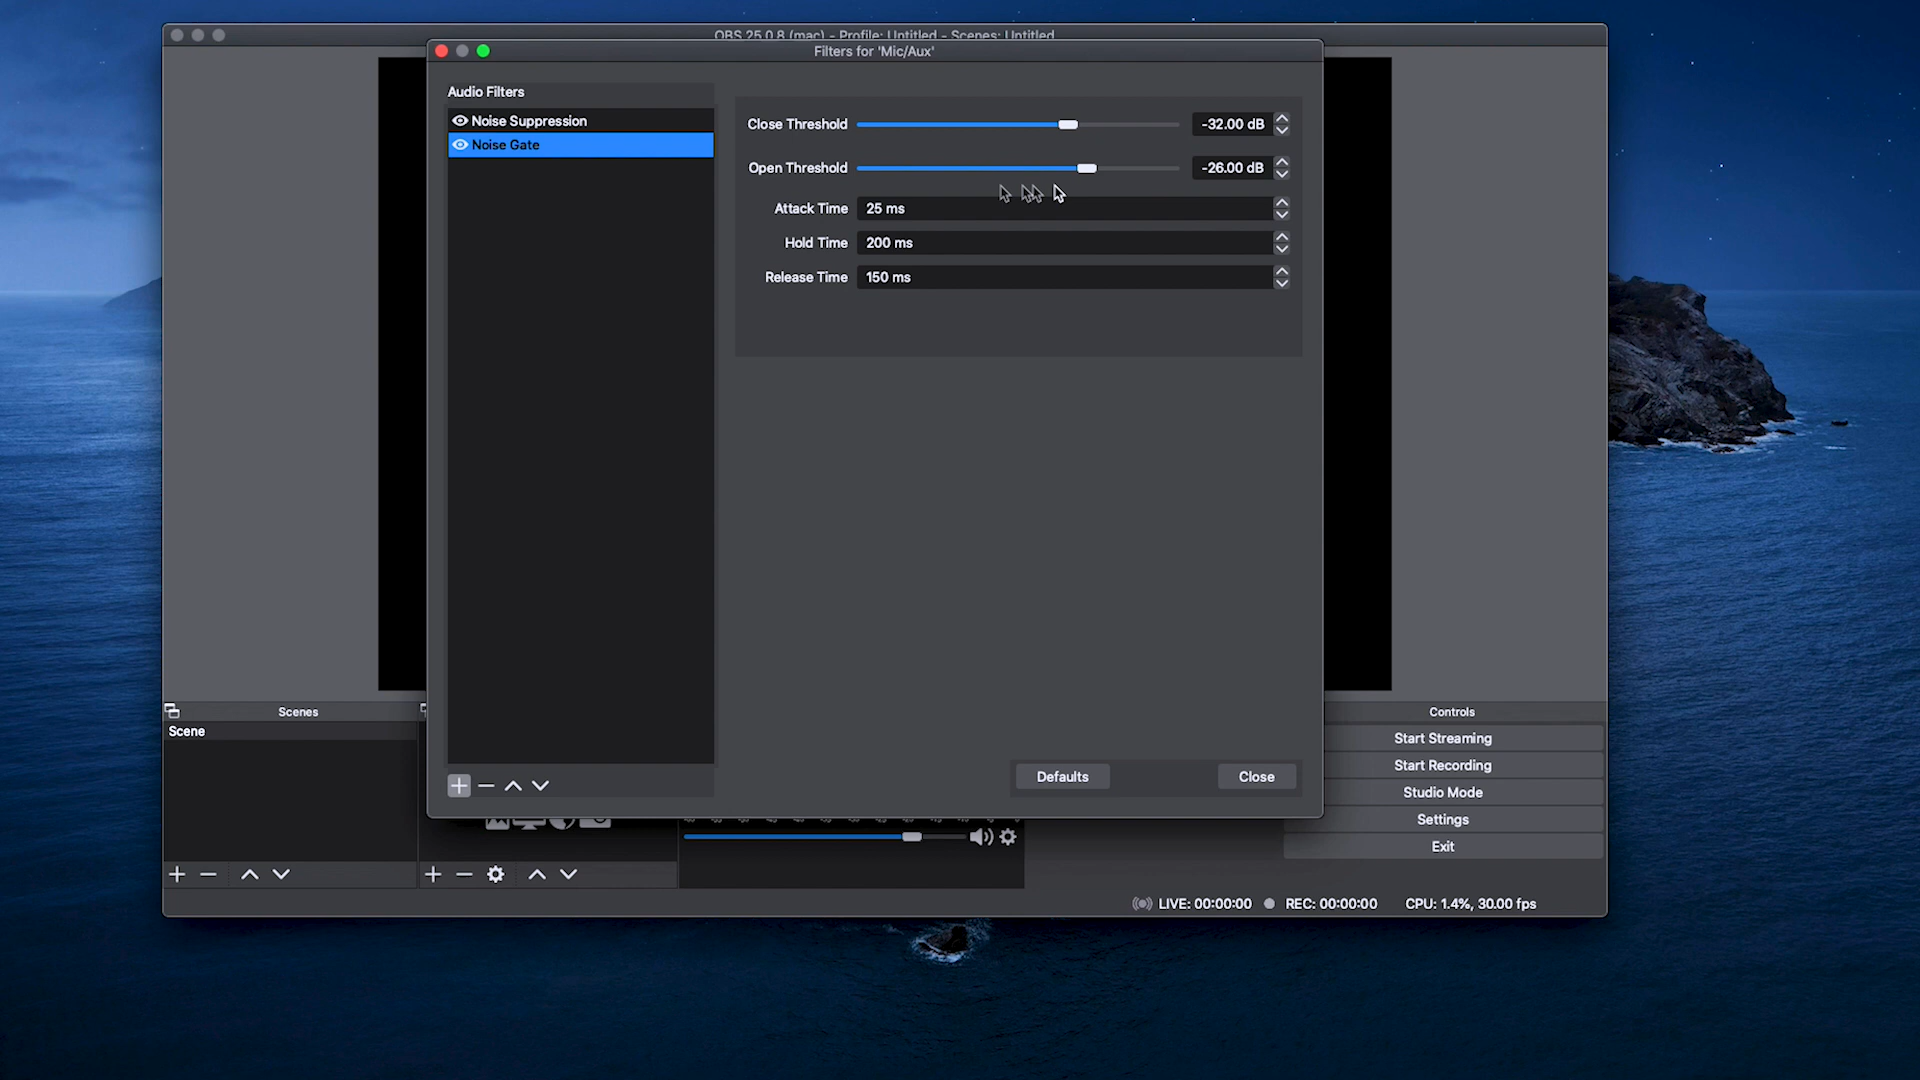 OBS 25.0.8 (mac) - Profile: Untitled - Scenes: Untitled
Filters for 'Mic/Aux'
Audio Filters
Noise Suppression
Noise Gate
Close Threshold
-32.00 dB
Open Threshold
-26.00 dB
Attack Time
25 ms
Hold Time
200 ms
Release Time
150 ms
Defaults
Close
Scenes
Scene
Controls
Start Streaming
Start Recording
Studio Mode
Settings
Exit
LIVE: 00:00:00
REC: 00:00:00
CPU: 1.4%, 30.00 fps